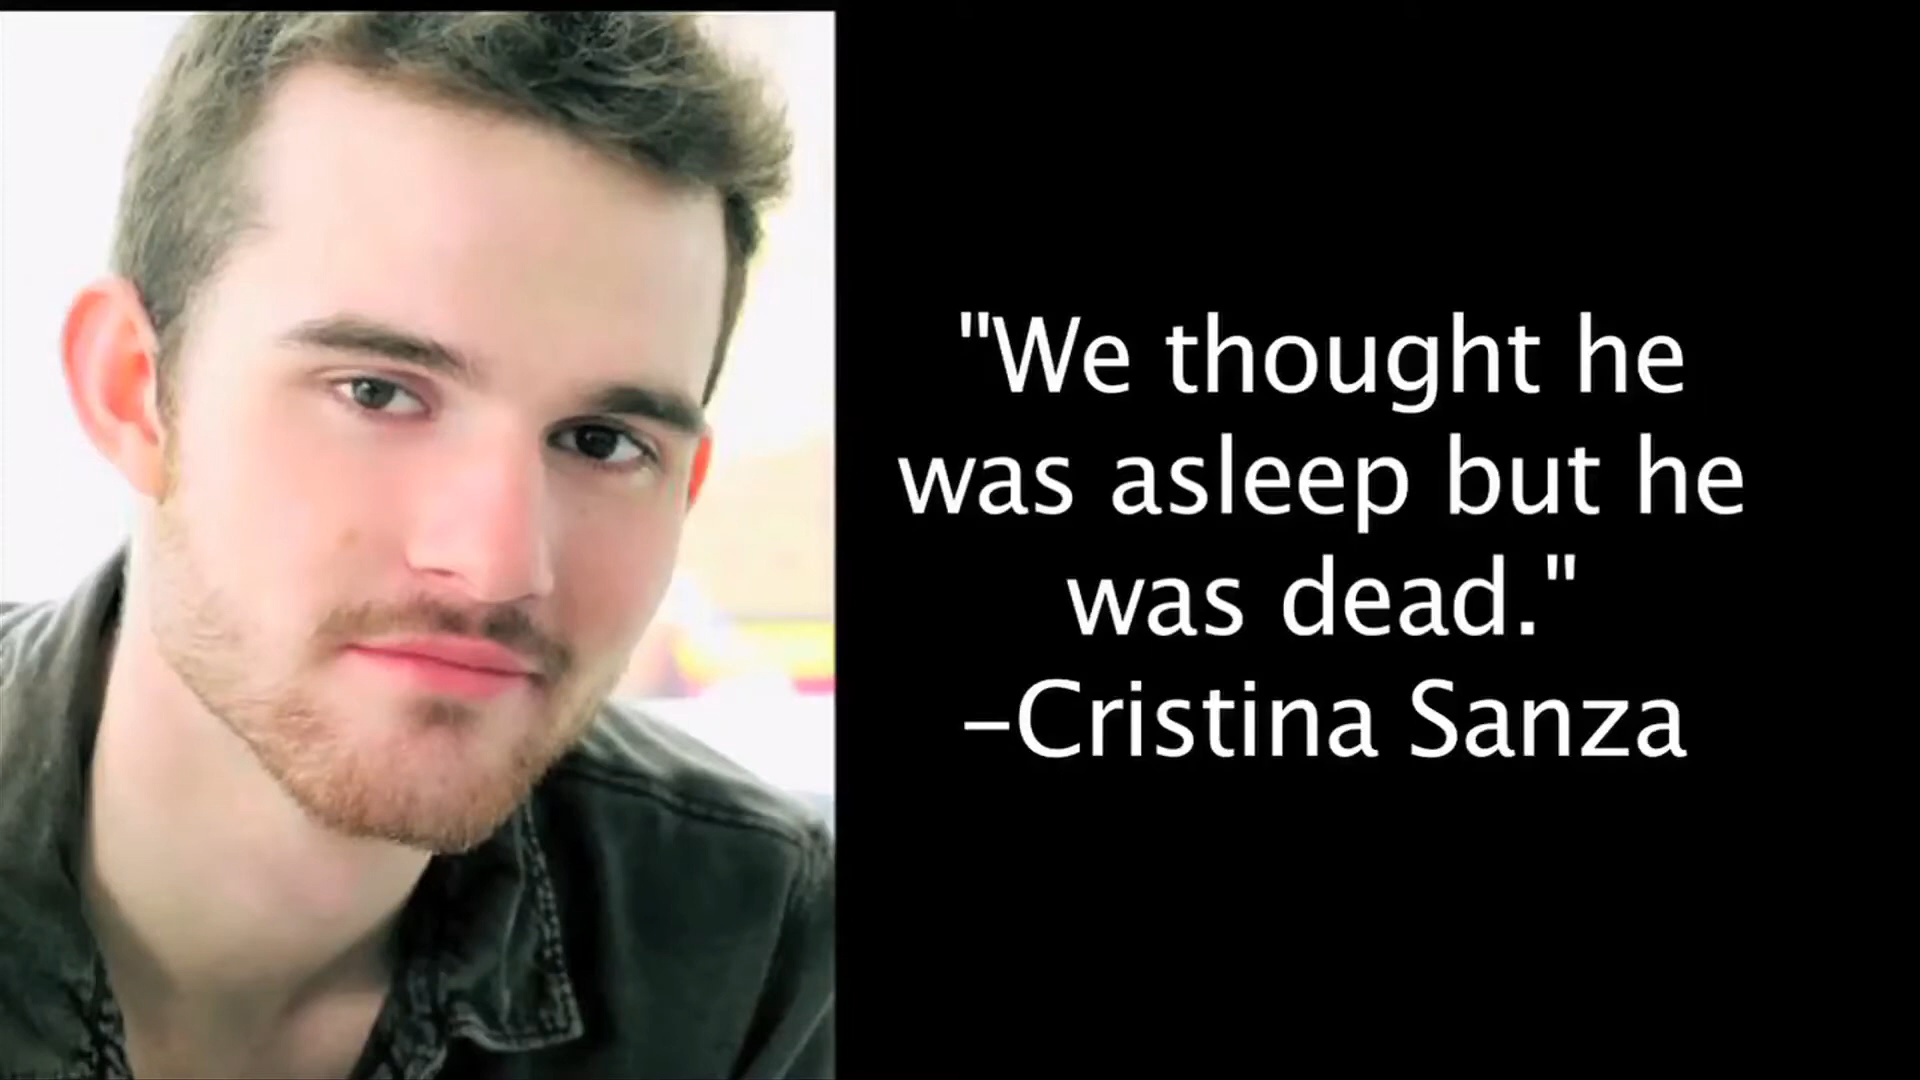 "We thought he
was asleep but he
was dead."
–Cristina Sanza